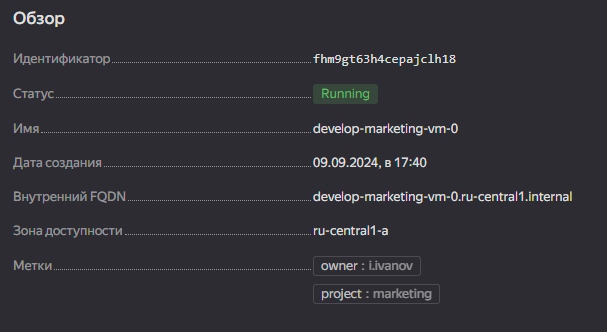 Обзор
Идентификатор fhm9gt63h4cepajclh18
Статус Running
Имя develop-marketing-vm-0
Дата создания 09.09.2024, в 17:40
Внутренний FQDN develop-marketing-vm-0.ru-central1.internal
Зона доступности ru-central1-a
Метки owner : i.ivanov
project : marketing